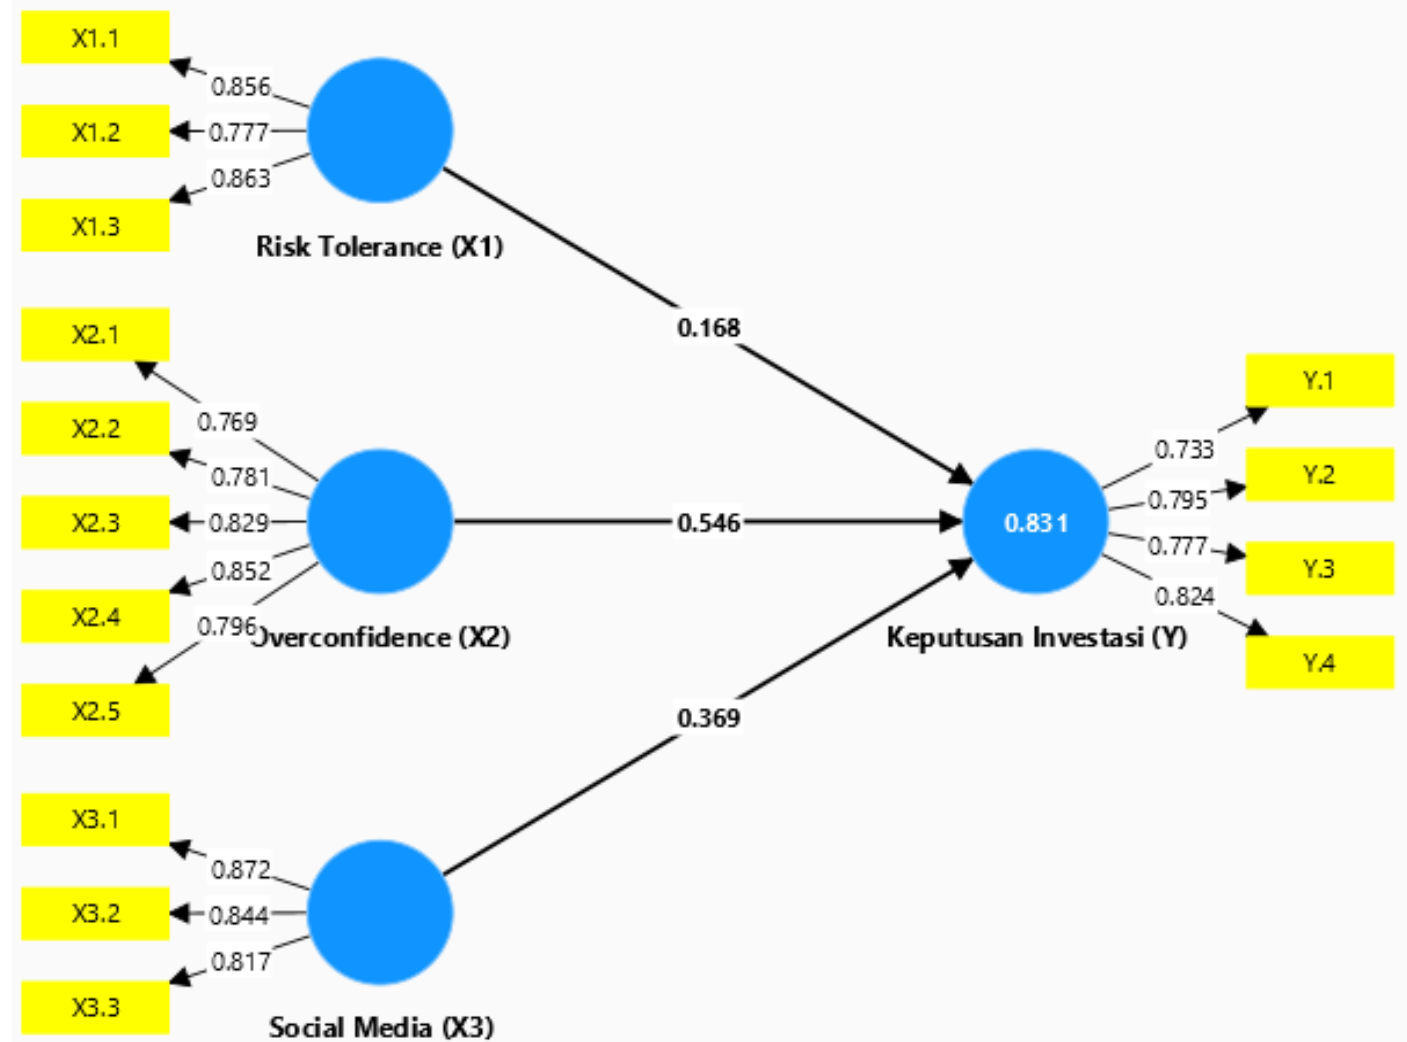 X1.1
0.856
X1.2
0.777
X1.3
0.863
Risk Tolerance (X1)
0.168
X2.1
0.769
X2.2
0.781
X2.3
0.829
X2.4
0.852
X2.5
0.796
Overconfidence (X2)
0.546
0.831
Keputusan Investasi (Y)
Y.1
0.733
Y.2
0.795
Y.3
0.777
Y.4
0.824
0.369
X3.1
0.872
X3.2
0.844
X3.3
0.817
Social Media (X3)